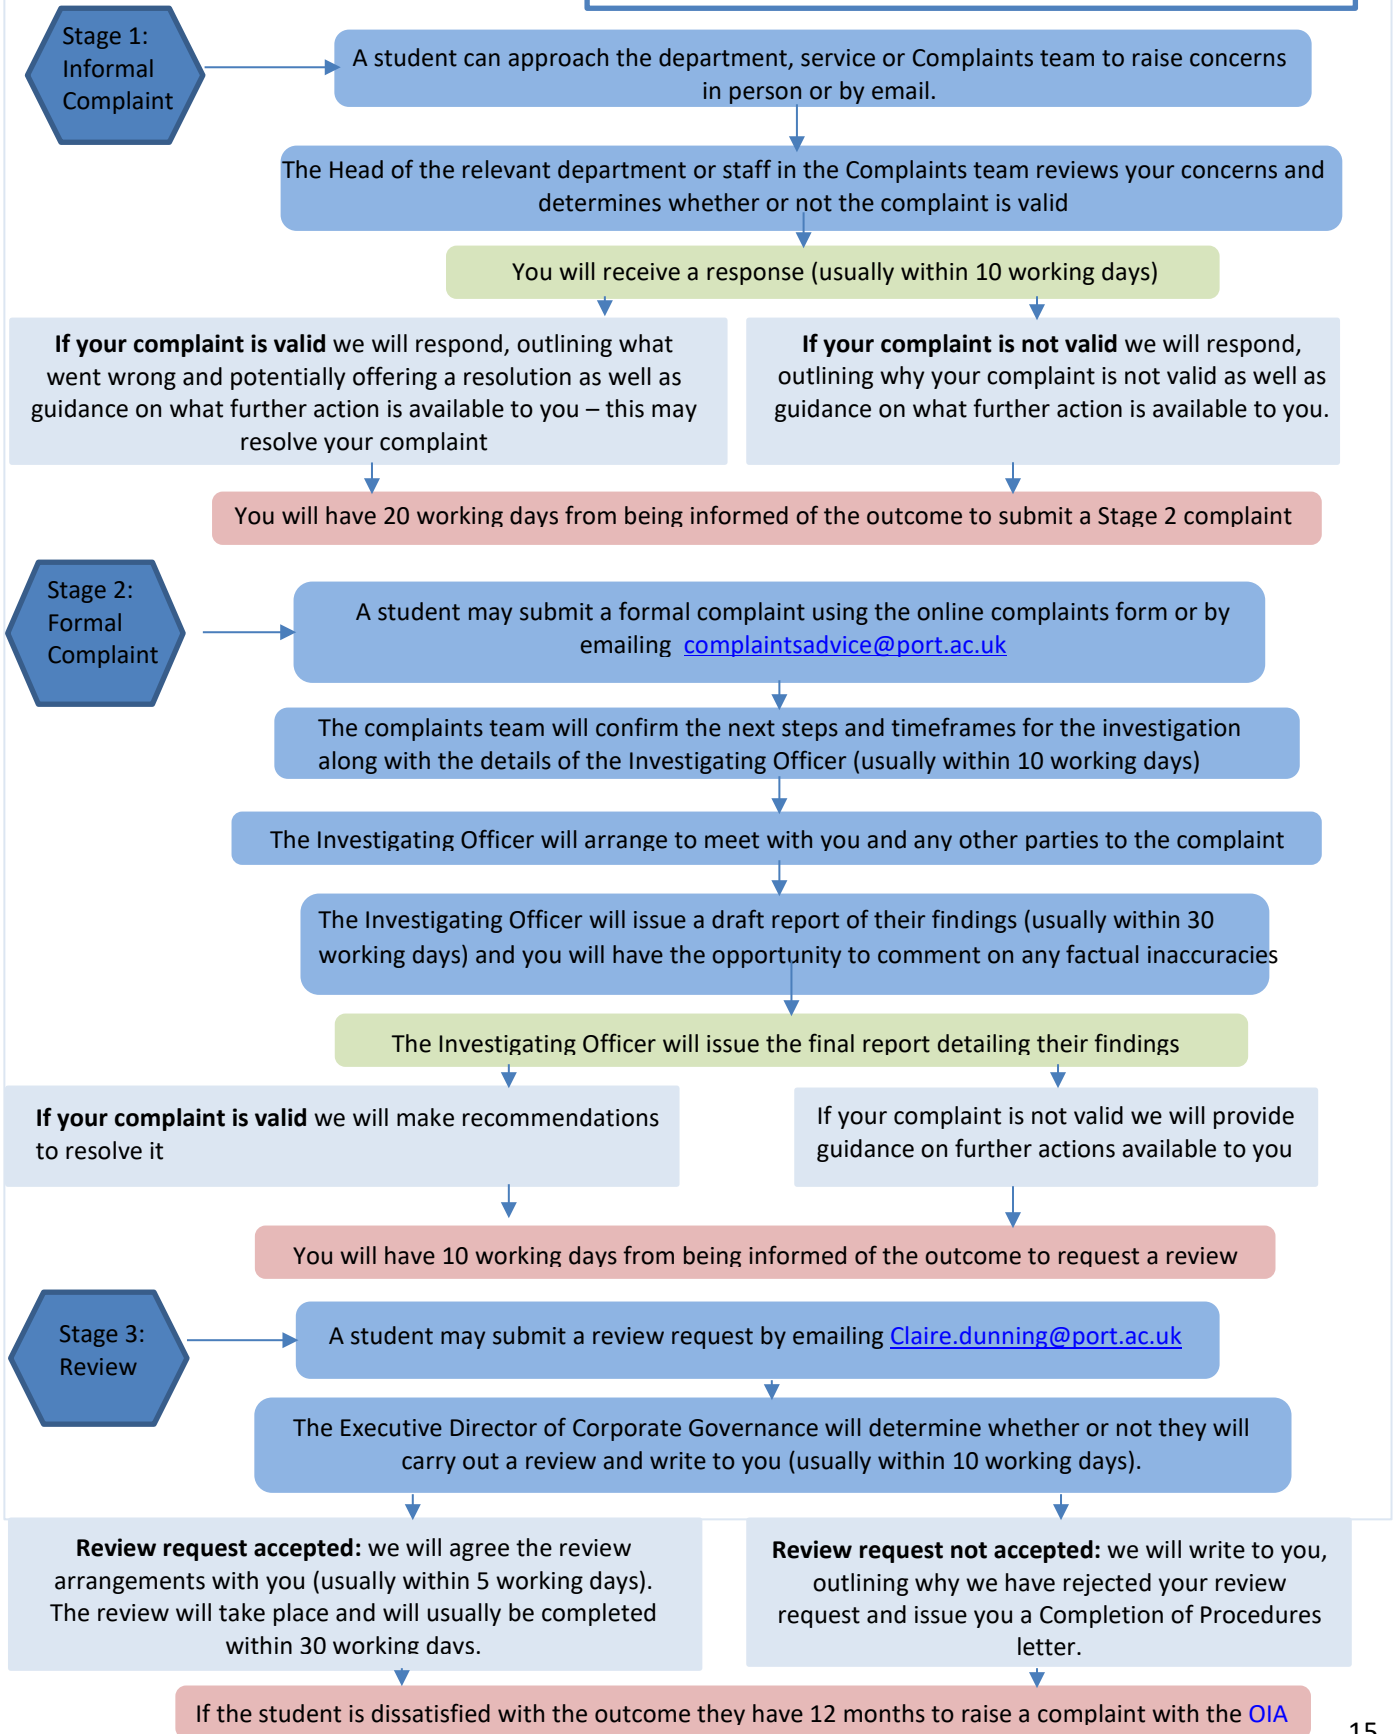 Stage 1:
Informal
Complaint
A student can approach the department, service or Complaints team to raise concerns
in person or by email.
The Head of the relevant department or staff in the Complaints team reviews your concerns and
determines whether or not the complaint is valid
You will receive a response (usually within 10 working days)
If your complaint is valid we will respond, outlining what
went wrong and potentially offering a resolution as well as
guidance on what further action is available to you – this may
resolve your complaint
If your complaint is not valid we will respond,
outlining why your complaint is not valid as well as
guidance on what further action is available to you.
You will have 20 working days from being informed of the outcome to submit a Stage 2 complaint
Stage 2:
Formal
Complaint
A student may submit a formal complaint using the online complaints form or by
emailing complaintsadvice@port.ac.uk
The complaints team will confirm the next steps and timeframes for the investigation
along with the details of the Investigating Officer (usually within 10 working days)
The Investigating Officer will arrange to meet with you and any other parties to the complaint
The Investigating Officer will issue a draft report of their findings (usually within 30
working days) and you will have the opportunity to comment on any factual inaccuracies
The Investigating Officer will issue the final report detailing their findings
If your complaint is valid we will make recommendations
to resolve it
If your complaint is not valid we will provide
guidance on further actions available to you
You will have 10 working days from being informed of the outcome to request a review
Stage 3:
Review
A student may submit a review request by emailing Claire.dunning@port.ac.uk
The Executive Director of Corporate Governance will determine whether or not they will
carry out a review and write to you (usually within 10 working days).
Review request accepted: we will agree the review
arrangements with you (usually within 5 working days).
The review will take place and will usually be completed
within 30 working days.
Review request not accepted: we will write to you,
outlining why we have rejected your review
request and issue you a Completion of Procedures
letter.
If the student is dissatisfied with the outcome they have 12 months to raise a complaint with the OIA
15